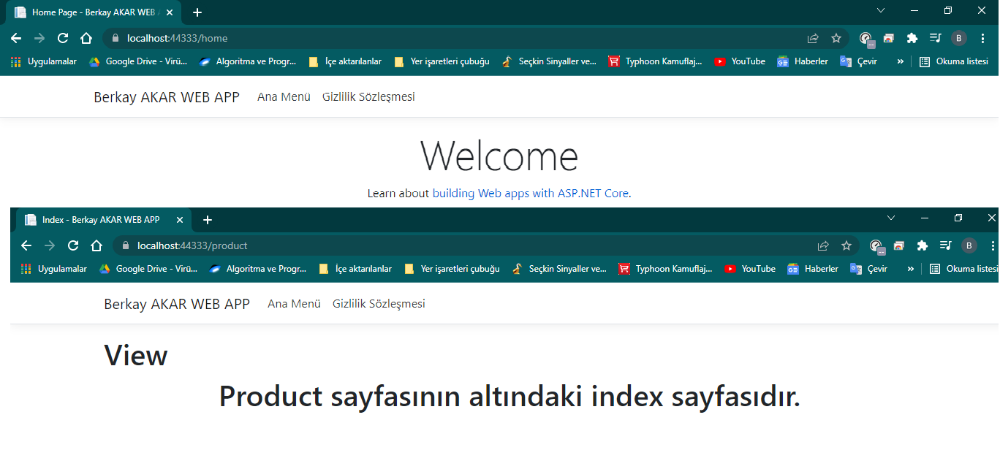 Home Page - Berkay AKAR WEB A
localhost:44333/home
B
Uygulamalar Google Drive - Virü... Algoritma ve Progr... İçe aktarılanlar Yer işaretleri çubuğu Seçkin Sinyaller ve... Typhoon Kamuflaj... YouTube Haberler Çevir » Okuma listesi
Berkay AKAR WEB APP Ana Menü Gizlilik Sözleşmesi
Welcome
Learn about building Web apps with ASP.NET Core.
Index - Berkay AKAR WEB APP
localhost:44333/product
B
Uygulamalar Google Drive - Virü... Algoritma ve Progr... İçe aktarılanlar Yer işaretleri çubuğu Seçkin Sinyaller ve... Typhoon Kamuflaj... YouTube Haberler Çevir » Okuma listesi
Berkay AKAR WEB APP Ana Menü Gizlilik Sözleşmesi
View
Product sayfasının altındaki index sayfasıdır.